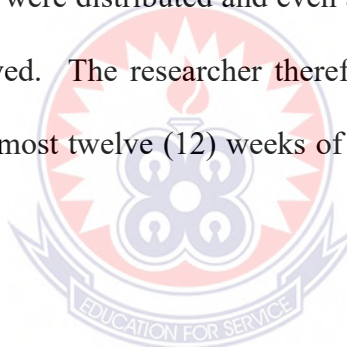 were distributed and even
ved. The researcher theref
most twelve (12) weeks of
EDUCATION FOR SERVICE